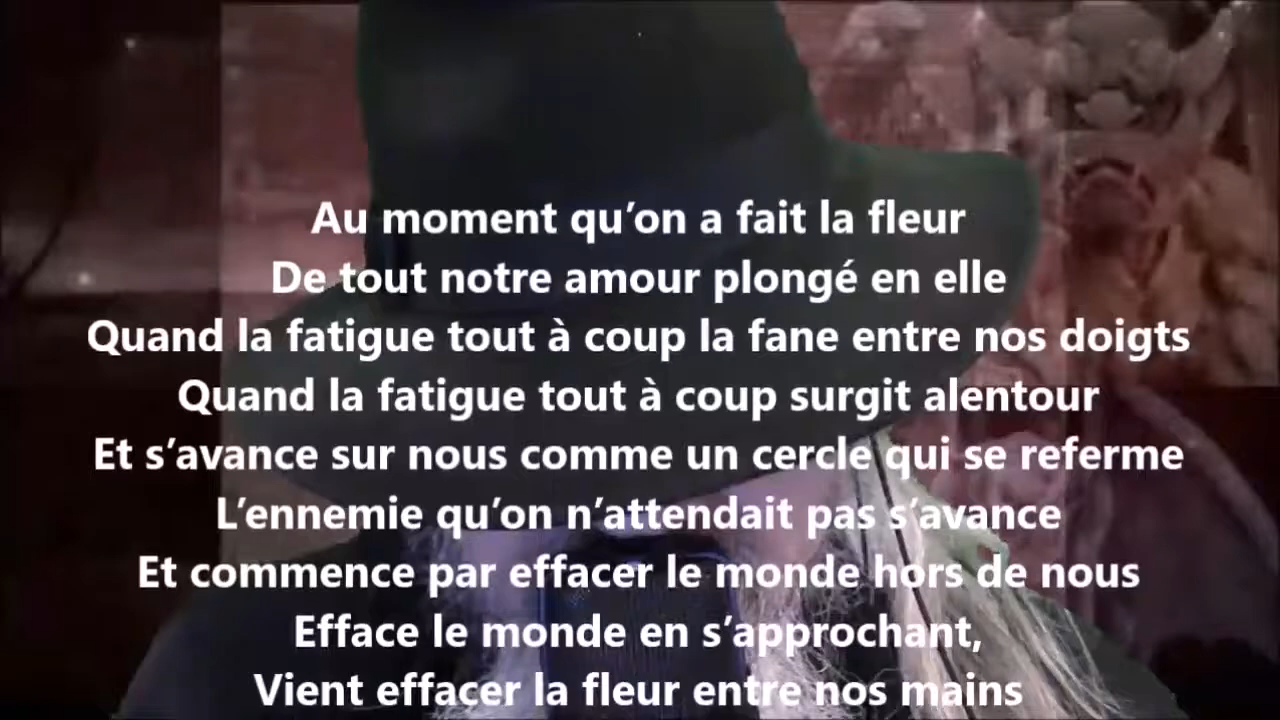 Au moment qu’on a fait la fleur
De tout notre amour plongé en elle
Quand la fatigue tout à coup la fane entre nos doigts
Quand la fatigue tout à coup surgit alentour
Et s’avance sur nous comme un cercle qui se referme
L’ennemie qu’on n’attendait pas s’avance
Et commence par effacer le monde hors de nous
Efface le monde en s’approchant,
Vient effacer la fleur entre nos mains